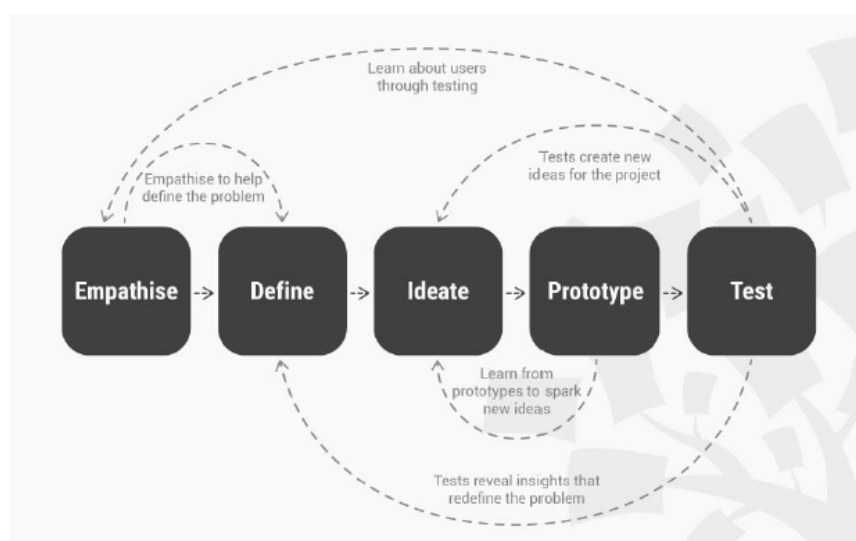 Learn about users
through testing
Tests create new
ideas for the project
Empathise to help
define the problem
Empathise
Define
Ideate
Prototype
Test
Learn from
prototypes to spark
new ideas
Tests reveal insights that
redefine the problem